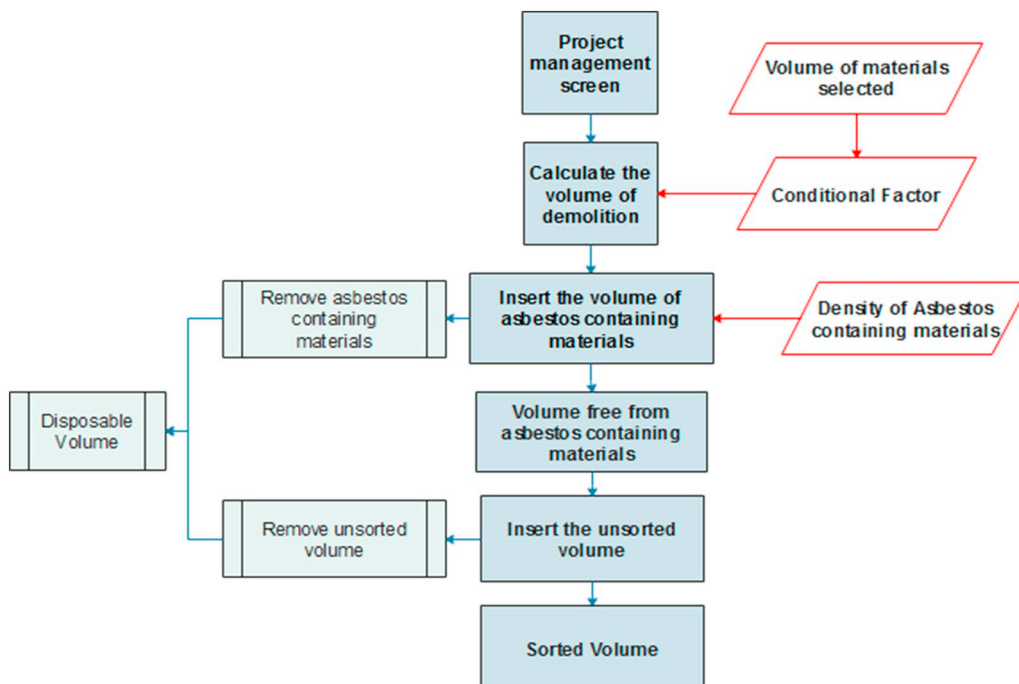 Project
management
screen
Volume of materials
selected
Calculate the
volume of
demolition
Conditional Factor
Remove asbestos
containing
materials
Insert the volume of
asbestos containing
materials
Density of Asbestos
containing materials
Disposable
Volume
Volume free from
asbestos containing
materials
Remove unsorted
volume
Insert the unsorted
volume
Sorted Volume